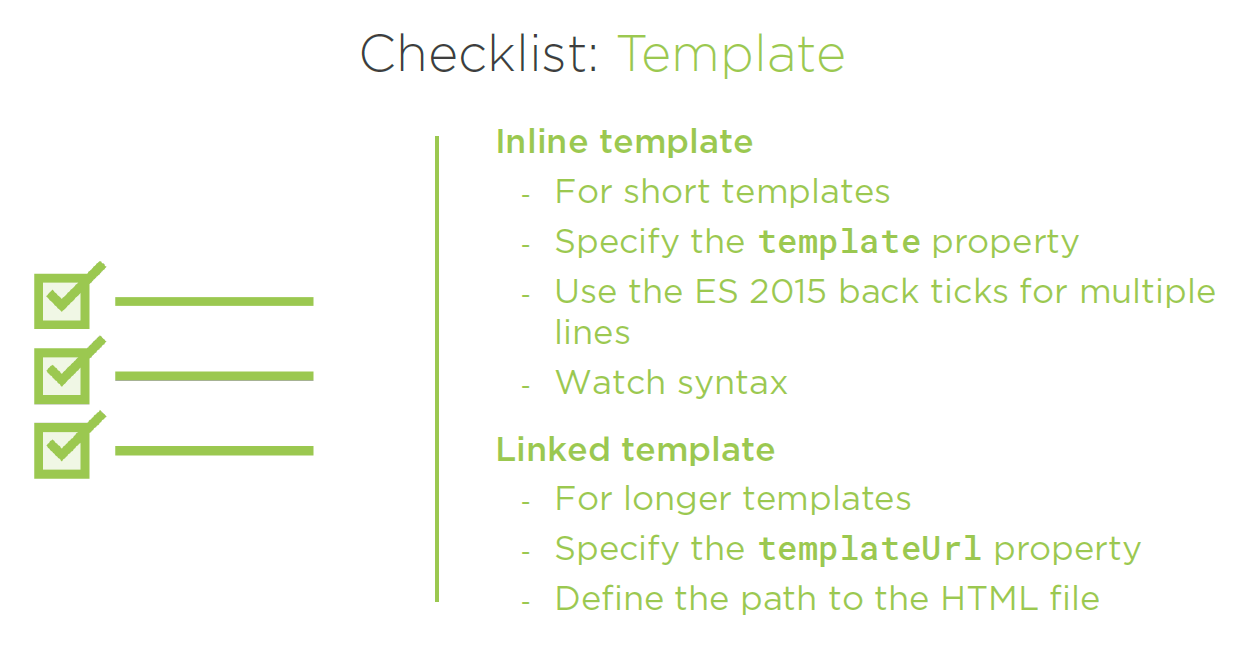 Checklist: Template
Inline template
- For short templates
- Specify the template property
- Use the ES 2015 back ticks for multiple
lines
- Watch syntax
Linked template
- For longer templates
- Specify the templateUrl property
- Define the path to the HTML file